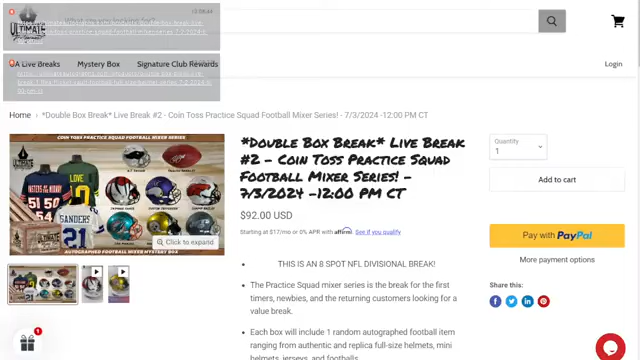 ULTIMATE
UA Live Breaks
Mystery Box
Signature Club Rewards
Login
Home › *Double Box Break* Live Break #2 - Coin Toss Practice Squad Football Mixer Series! - 7/3/2024 -12:00 PM CT
COIN TOSS PRACTICE SQUAD FOOTBALL MIXER SERIES
ULTIMATE
LOVE
SANDERS
21
AUTOGRAPHED FOOTBALL MIXER MYSTERY BOX
Click to expand
*Double Box Break* Live Break
#2 - Coin Toss Practice Squad
Football Mixer Series! -
7/3/2024 -12:00 PM CT
$92.00 USD
Starting at $17/mo or 0% APR with affirm. See if you qualify
• THIS IS AN 8 SPOT NFL DIVISIONAL BREAK!
• The Practice Squad mixer series is the break for the first
timers, newbies, and the returning customers looking for a
value break.
• Each box will include 1 random autographed football item
ranging from authentic and replica full-size helmets, mini
helmets, jerseys, and footballs.
Quantity
1
Add to cart
Pay with PayPal
More payment options
Share this:
1